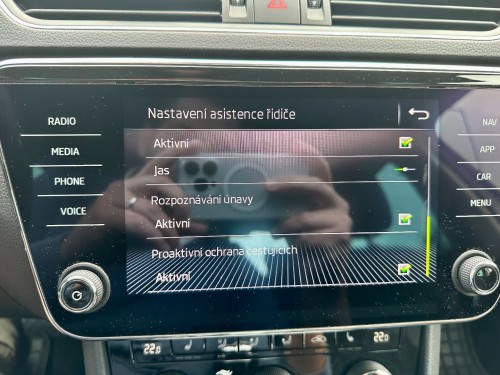 Nastavení asistence řidiče
RADIO
MEDIA
PHONE
VOICE
Aktivní
Jas
Rozpoznávání únavy
Aktivní
Proaktivní ochrana cestujících
Aktivní
NAV
APP
CAR
MENU
22.0
22.0